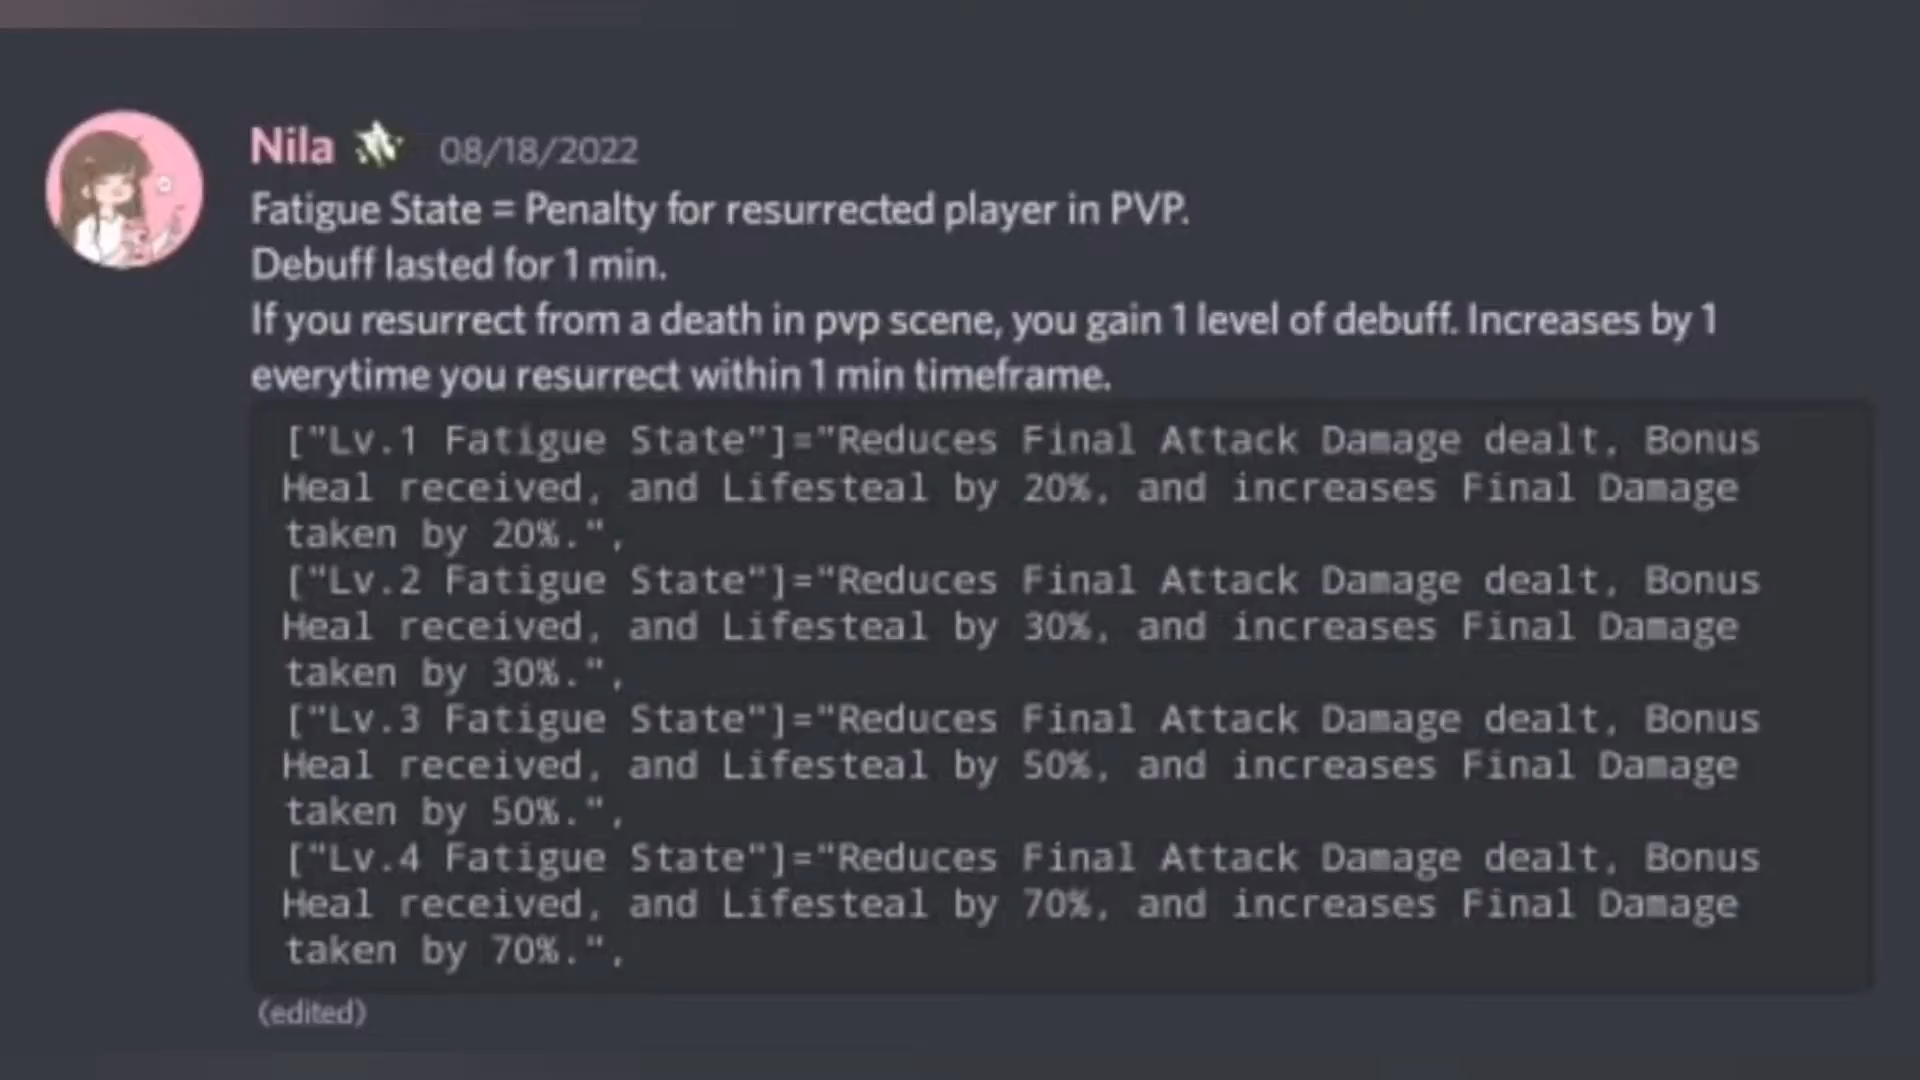 Nila 08/18/2022
Fatigue State = Penalty for resurrected player in PVP.
Debuff lasted for 1 min.
If you resurrect from a death in pvp scene, you gain 1 level of debuff. Increases by 1
everytime you resurrect within 1 min timeframe.
["Lv.1 Fatigue State"]="Reduces Final Attack Damage dealt, Bonus
Heal received, and Lifesteal by 20%, and increases Final Damage
taken by 20%.",
["Lv.2 Fatigue State"]="Reduces Final Attack Damage dealt, Bonus
Heal received, and Lifesteal by 30%, and increases Final Damage
taken by 30%.",
["Lv.3 Fatigue State"]="Reduces Final Attack Damage dealt, Bonus
Heal received, and Lifesteal by 50%, and increases Final Damage
taken by 50%.",
["Lv.4 Fatigue State"]="Reduces Final Attack Damage dealt, Bonus
Heal received, and Lifesteal by 70%, and increases Final Damage
taken by 70%.",
(edited)